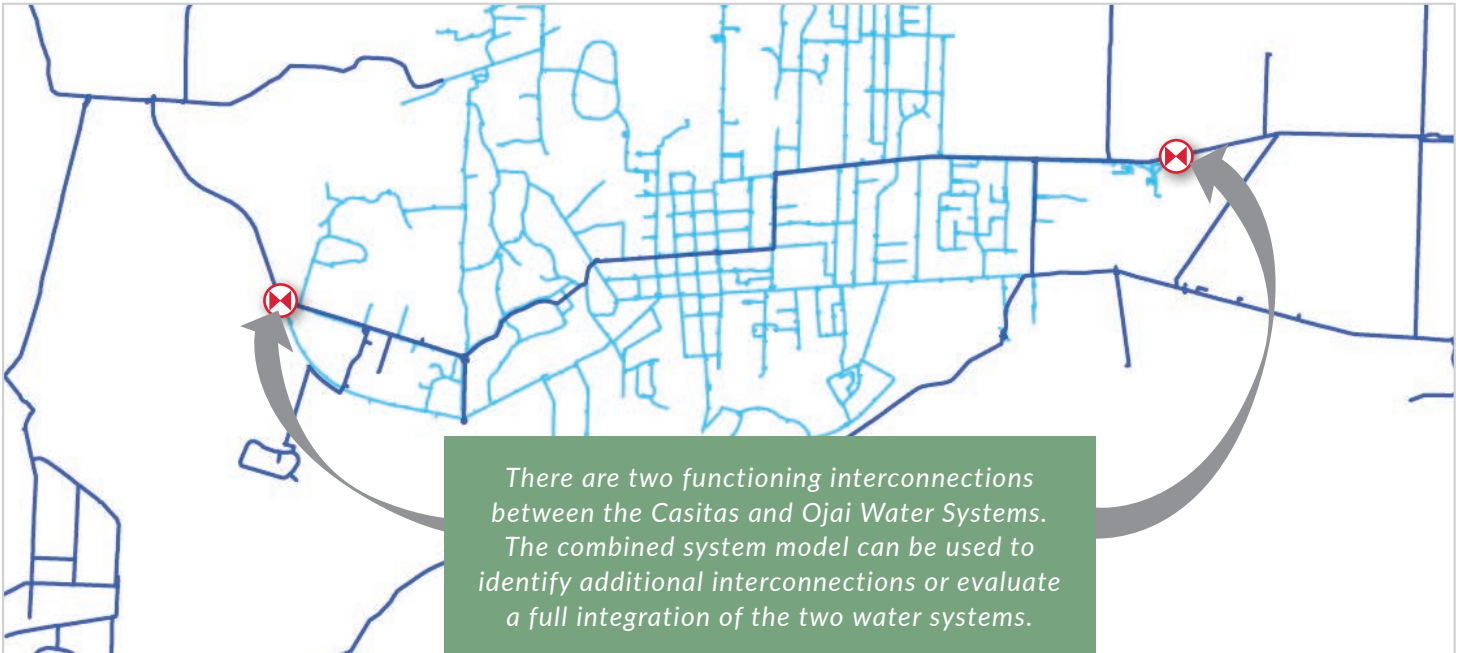 There are two functioning interconnections
between the Casitas and Ojai Water Systems.
The combined system model can be used to
identify additional interconnections or evaluate
a full integration of the two water systems.